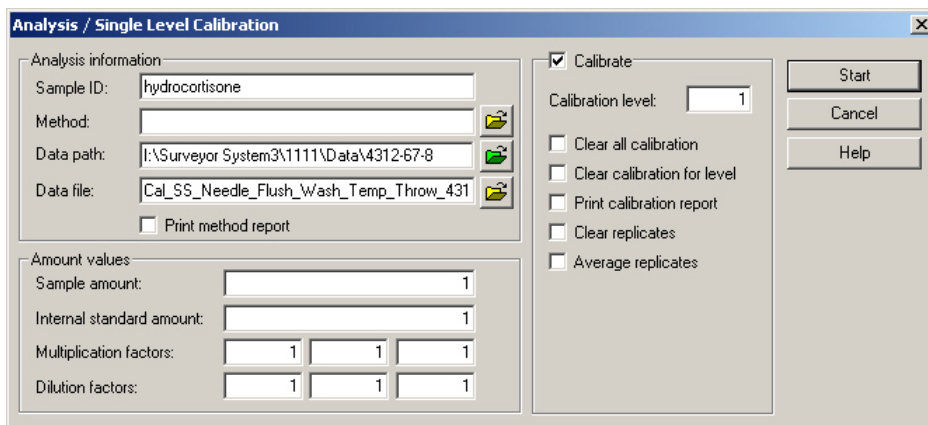 Analysis / Single Level Calibration
Analysis information
Sample ID: hydrocortisone
Method:
Data path: I:\Surveyor System3\1111\Data\4312-67-8
Data file: Cal_SS_Needle_Flush_Wash_Temp_Throw_431
Print method report
Amount values
Sample amount: 1
Internal standard amount: 1
Multiplication factors: 1 1 1
Dilution factors: 1 1 1
Calibrate
Calibration level: 1
Clear all calibration
Clear calibration for level
Print calibration report
Clear replicates
Average replicates
Start
Cancel
Help